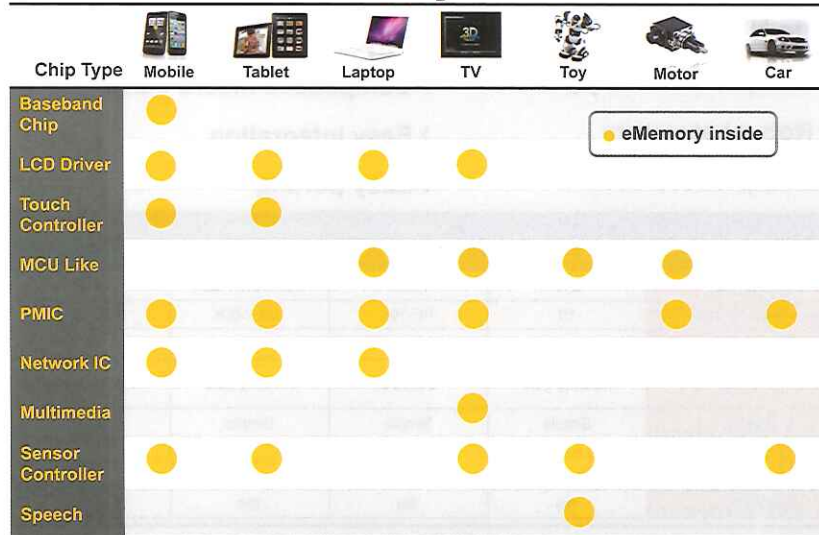 3D
Chip Type Mobile Tablet Laptop TV Toy Motor Car
eMemory inside
Baseband
Chip
LCD Driver
Touch
Controller
MCU Like
PMIC
Network IC
Multimedia
Sensor
Controller
Speech